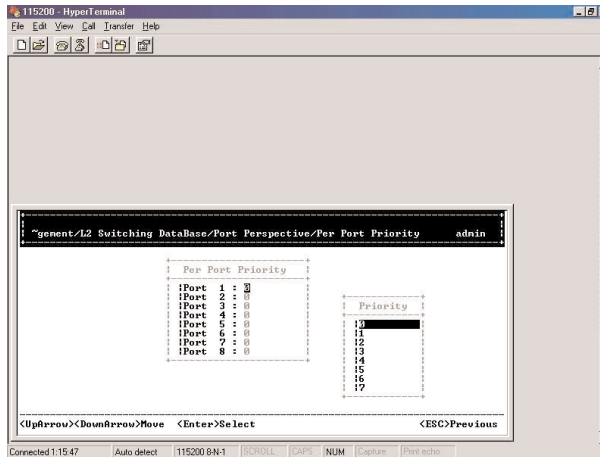 115200 - HyperTerminal
File Edit View Call Transfer Help
~gement/L2 Switching DataBase/Port Perspective/Per Port Priority admin
Per Port Priority
Port 1 : 0
Port 2 : 0
Port 3 : 0
Port 4 : 0
Port 5 : 0
Port 6 : 0
Port 7 : 0
Port 8 : 0
Priority
0
1
2
3
4
5
6
7
<UpArrow><DownArrow>Move <Enter>Select <ESC>Previous
Connected 1:15:47 Auto detect 115200 8-N-1 SCROLL CAPS NUM Capture Print echo